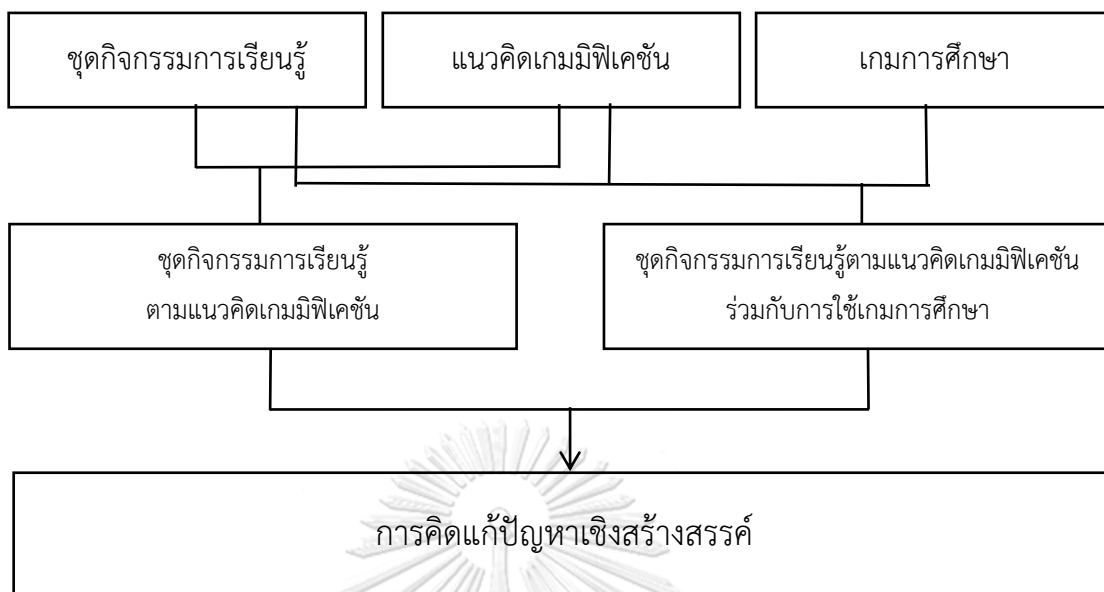 ชุดกิจกรรมการเรียนรู้
แนวคิดเกมมิฟิเคชัน
เกมการศึกษา
ชุดกิจกรรมการเรียนรู้
ตามแนวคิดเกมมิฟิเคชัน
ชุดกิจกรรมการเรียนรู้ตามแนวคิดเกมมิฟิเคชัน
ร่วมกับการใช้เกมการศึกษา
การคิดแก้ปัญหาเชิงสร้างสรรค์